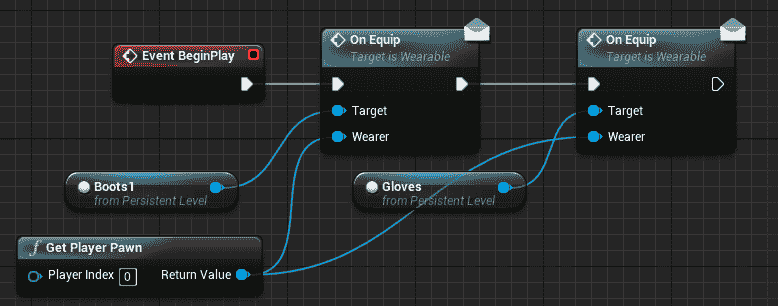 Event BeginPlay
On Equip
Target is Wearable
Target
Wearer
On Equip
Target is Wearable
Target
Wearer
Boots1
from Persistent Level
Gloves
from Persistent Level
f Get Player Pawn
Player Index 0 Return Value